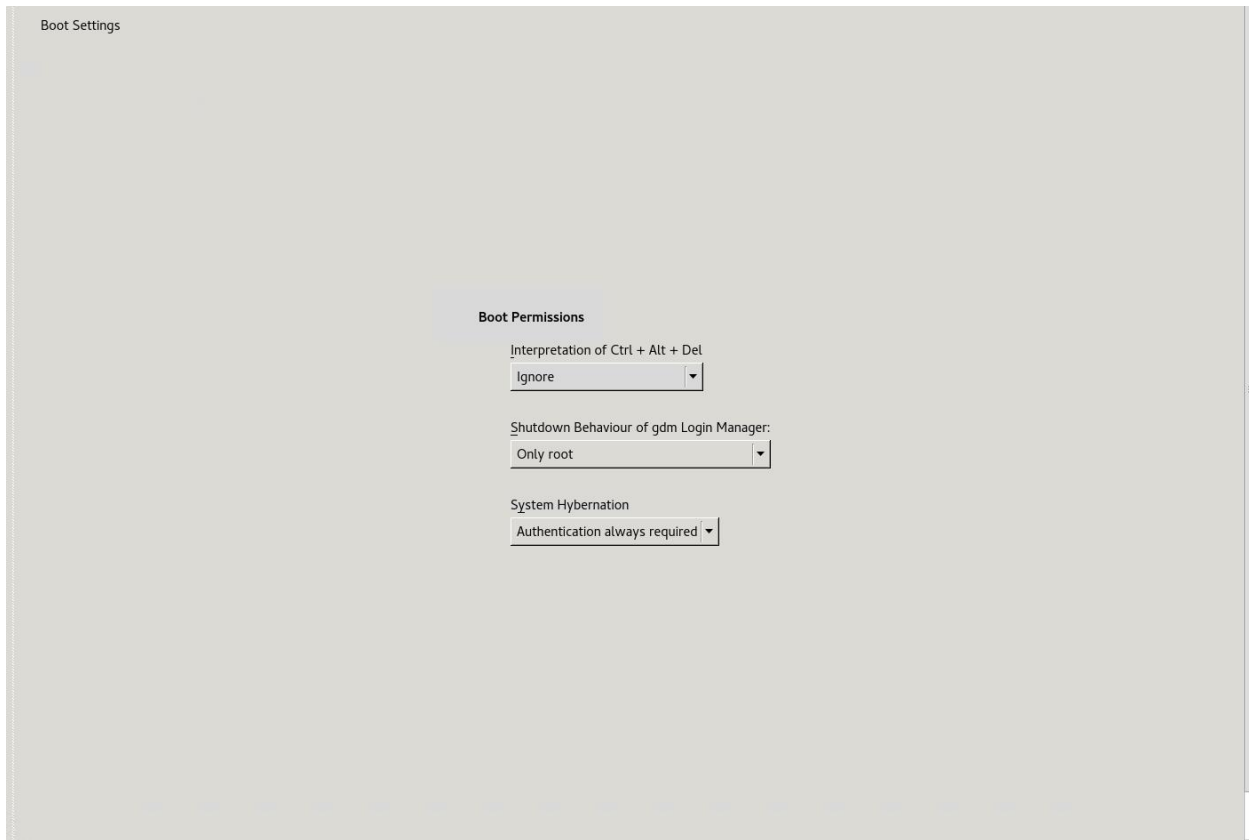 Boot Settings
Boot Permissions
Interpretation of Ctrl + Alt + Del
Ignore
Shutdown Behaviour of gdm Login Manager:
Only root
System Hybernation
Authentication always required